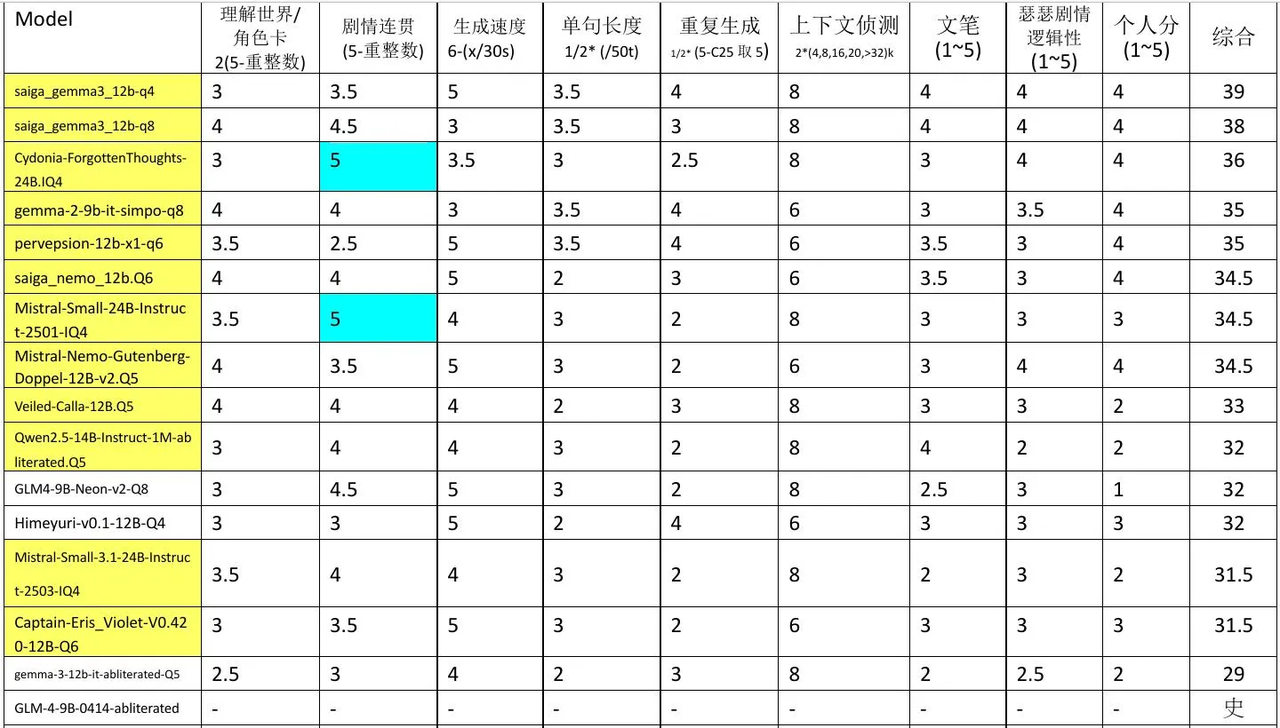 Model 理解世界/角色卡 2(5-重整数) 剧情连贯 (5-重整数) 生成速度 6-(x/30s) 单句长度 1/2* (/50t) 重复生成 1/2* (5-C25 取 5) 上下文侦测 2*(4,8,16,20,>32)k 文笔 (1~5) 瑟瑟剧情逻辑性 (1~5) 个人分 (1~5) 综合
saiga_gemma3_12b-q4 3 3.5 5 3.5 4 8 4 4 4 39
saiga_gemma3_12b-q8 4 4.5 3 3.5 3 8 4 4 4 38
Cydonia-ForgottenThoughts-24B.IQ4 3 5 3.5 3 2.5 8 3 4 4 36
gemma-2-9b-it-simpo-q8 4 4 3 3.5 4 6 3 3.5 4 35
pervepsion-12b-x1-q6 3.5 2.5 5 3.5 4 6 3.5 3 4 35
saiga_nemo_12b.Q6 4 4 5 2 3 6 3.5 3 4 34.5
Mistral-Small-24B-Instruct-2501-IQ4 3.5 5 4 3 2 8 3 3 3 34.5
Mistral-Nemo-Gutenberg-Doppel-12B-v2.Q5 4 3.5 5 3 2 6 3 4 4 34.5
Veiled-Calla-12B.Q5 4 4 4 2 3 8 3 3 2 33
Qwen2.5-14B-Instruct-1M-abliterated.Q5 3 4 4 3 2 8 4 2 2 32
GLM4-9B-Neon-v2-Q8 3 4.5 5 3 2 8 2.5 3 1 32
Himeyuri-v0.1-12B-Q4 3 3 5 2 4 6 3 3 3 32
Mistral-Small-3.1-24B-Instruct-2503-IQ4 3.5 4 4 3 2 8 2 3 2 31.5
Captain-Eris_Violet-V0.420-12B-Q6 3 3.5 5 3 2 6 3 3 3 31.5
gemma-3-12b-it-abliterated-Q5 2.5 3 4 2 3 8 2 2.5 2 29
GLM-4-9B-0414-abliterated - - - - - - - - - 史